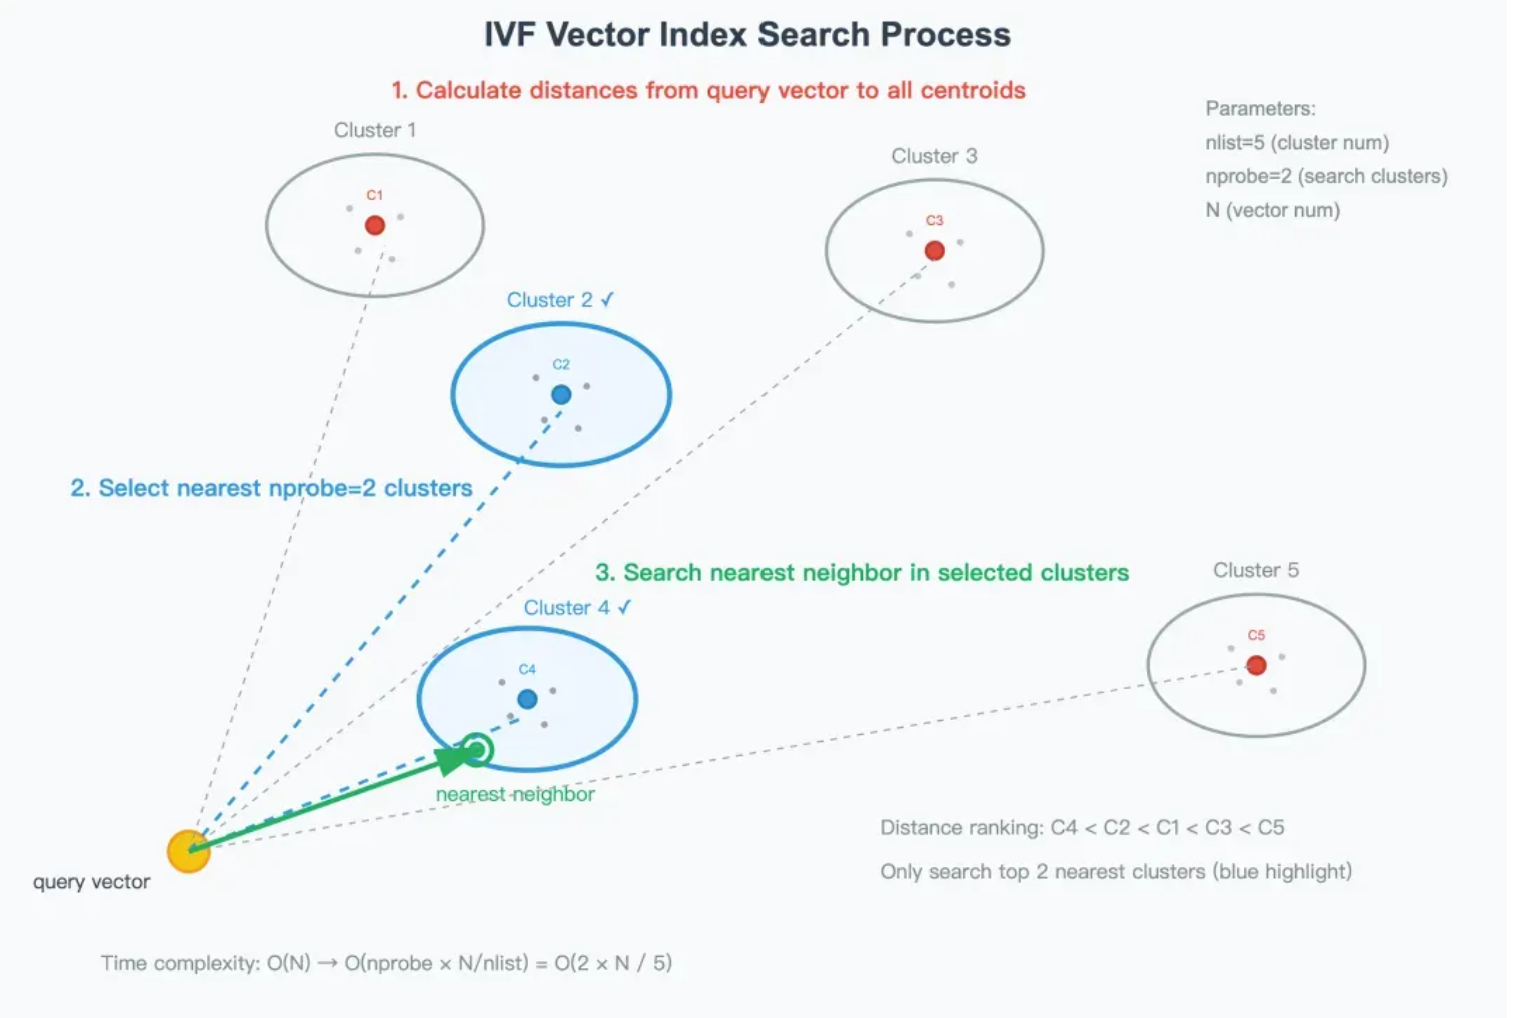 IVF Vector Index Search Process
1. Calculate distances from query vector to all centroids
Parameters:
nlist=5 (cluster num)
nprobe=2 (search clusters)
N (vector num)
Cluster 1
C1
Cluster 3
C3
Cluster 2 ✓
C2
2. Select nearest nprobe=2 clusters
3. Search nearest neighbor in selected clusters
Cluster 4 ✓
C4
Cluster 5
C5
nearest neighbor
query vector
Distance ranking: C4 < C2 < C1 < C3 < C5
Only search top 2 nearest clusters (blue highlight)
Time complexity: O(N) → O(nprobe × N/nlist) = O(2 × N / 5)